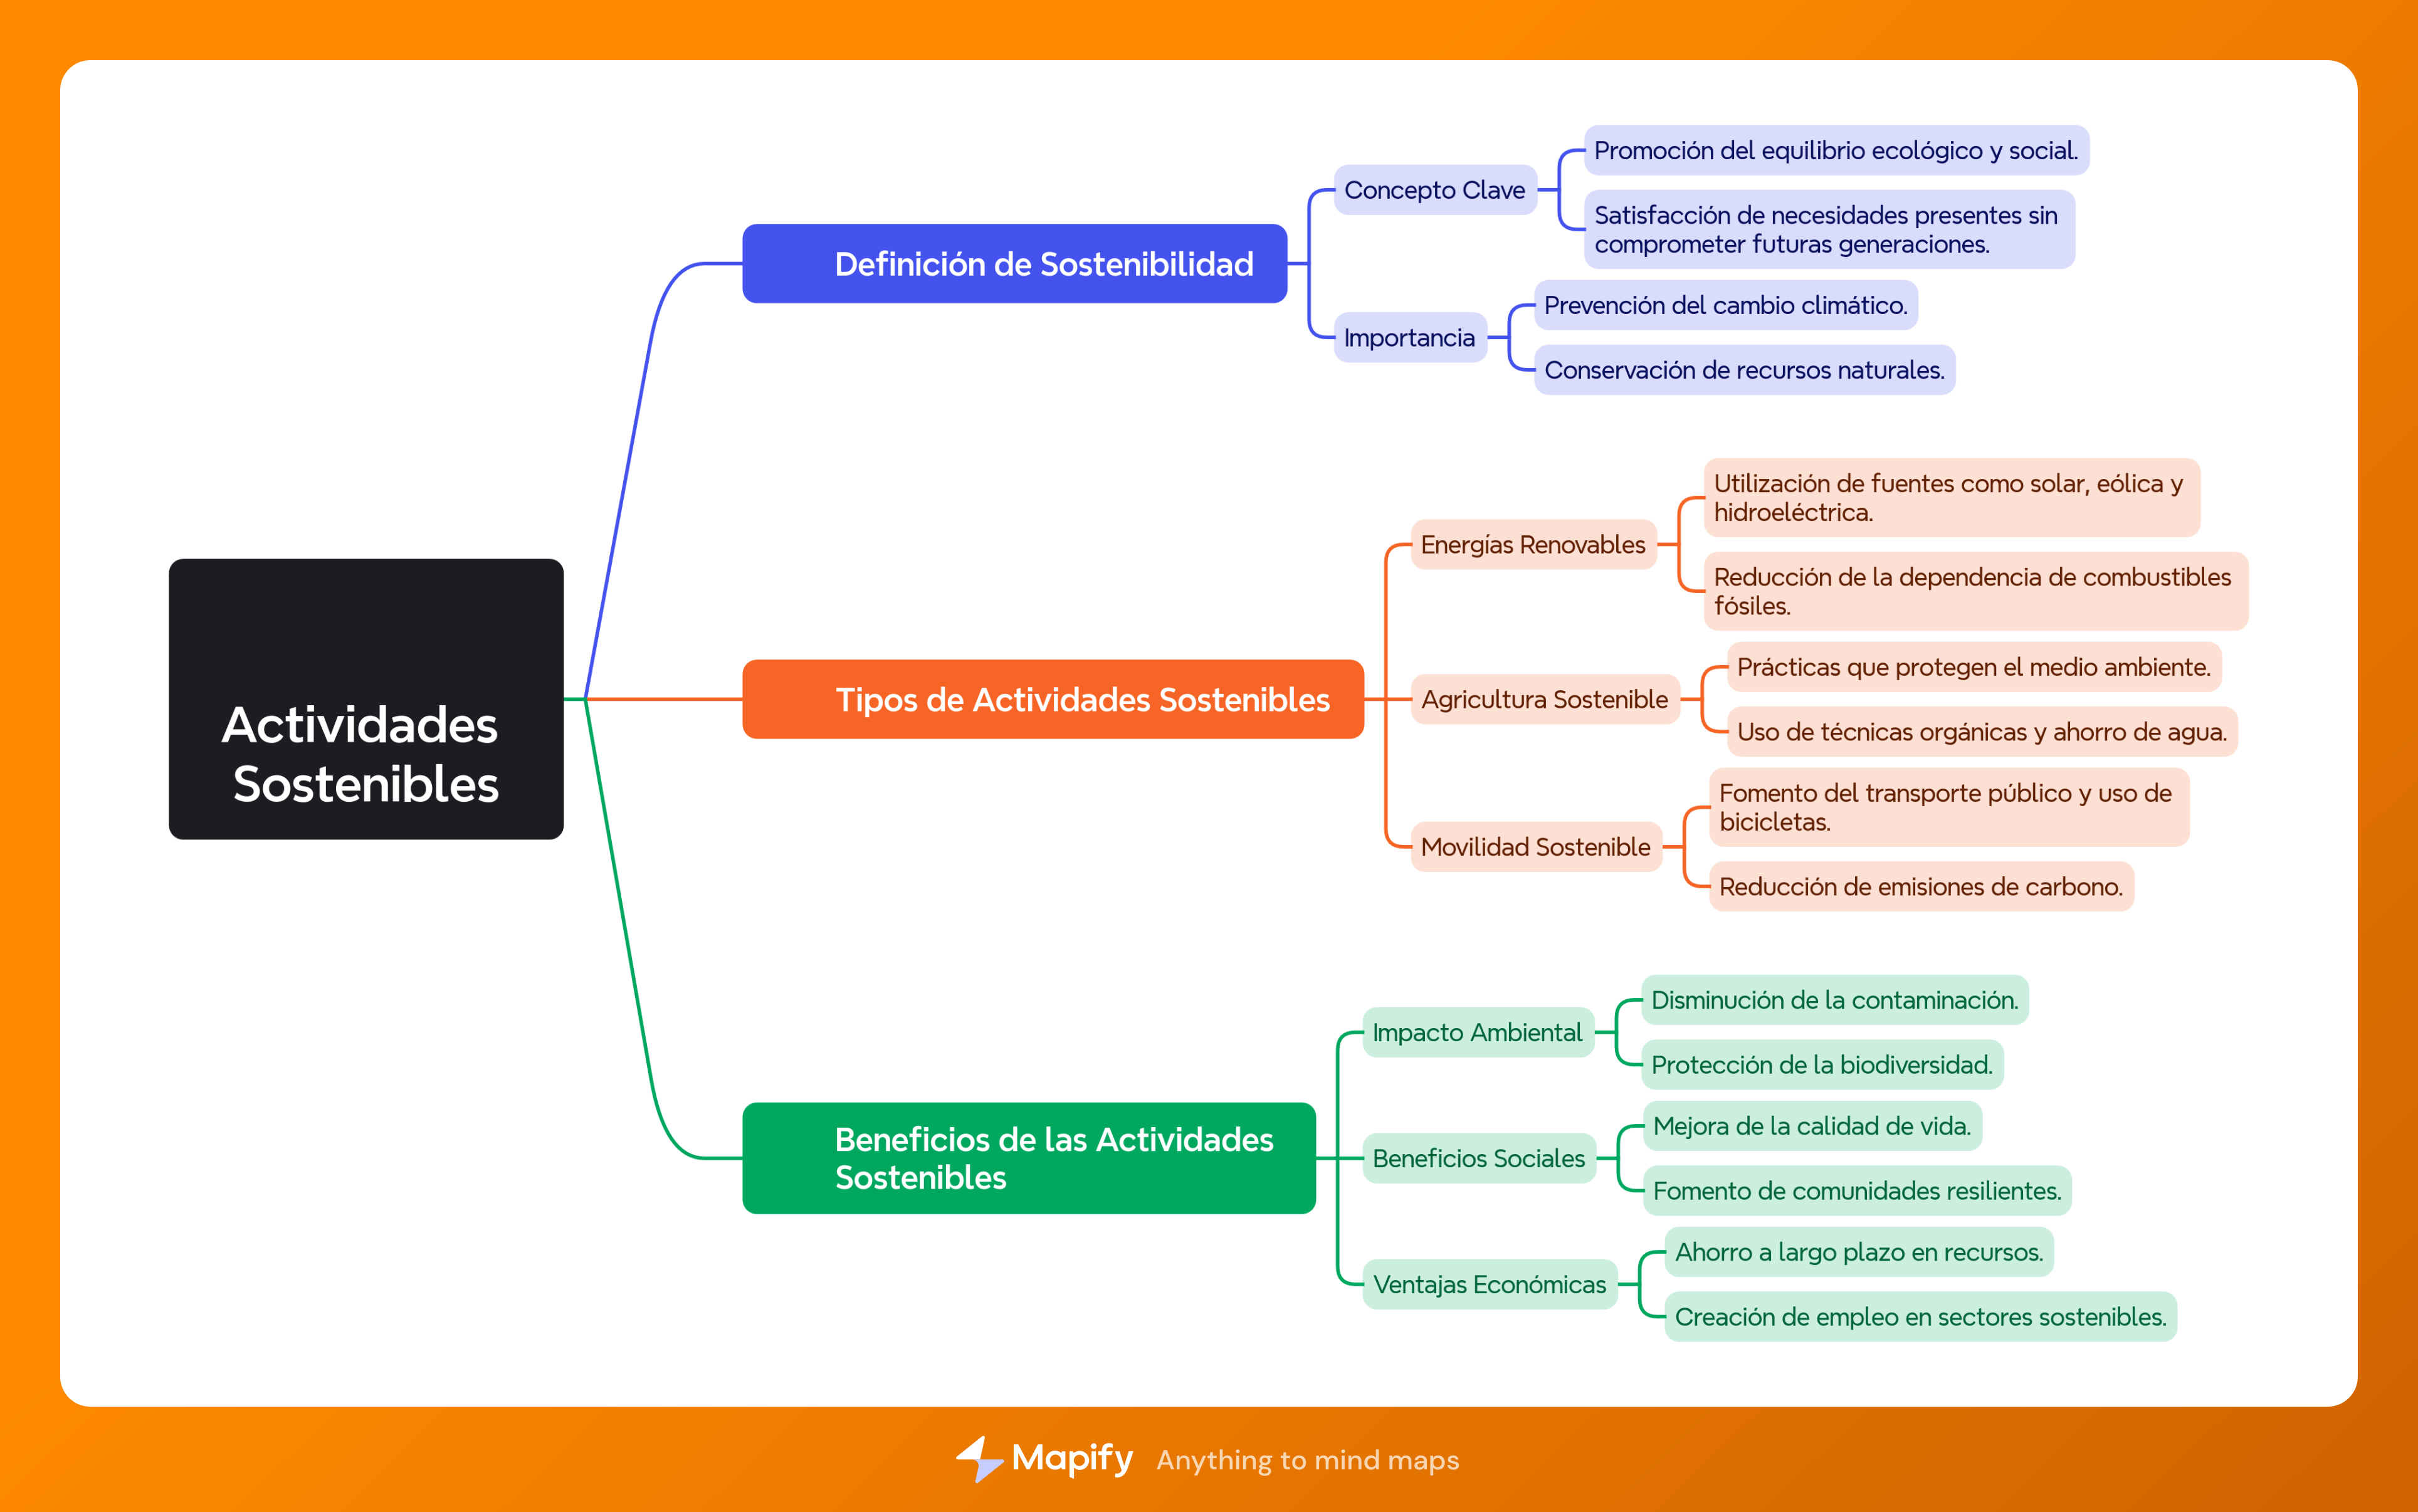 Actividades
Sostenibles
Definición de Sostenibilidad
Concepto Clave
Promoción del equilibrio ecológico y social.
Satisfacción de necesidades presentes sin
comprometer futuras generaciones.
Importancia
Prevención del cambio climático.
Conservación de recursos naturales.
Tipos de Actividades Sostenibles
Energías Renovables
Utilización de fuentes como solar, eólica y
hidroeléctrica.
Reducción de la dependencia de combustibles
fósiles.
Agricultura Sostenible
Prácticas que protegen el medio ambiente.
Uso de técnicas orgánicas y ahorro de agua.
Movilidad Sostenible
Fomento del transporte público y uso de
bicicletas.
Reducción de emisiones de carbono.
Beneficios de las Actividades
Sostenibles
Impacto Ambiental
Disminución de la contaminación.
Protección de la biodiversidad.
Beneficios Sociales
Mejora de la calidad de vida.
Fomento de comunidades resilientes.
Ventajas Económicas
Ahorro a largo plazo en recursos.
Creación de empleo en sectores sostenibles.
Mapify Anything to mind maps